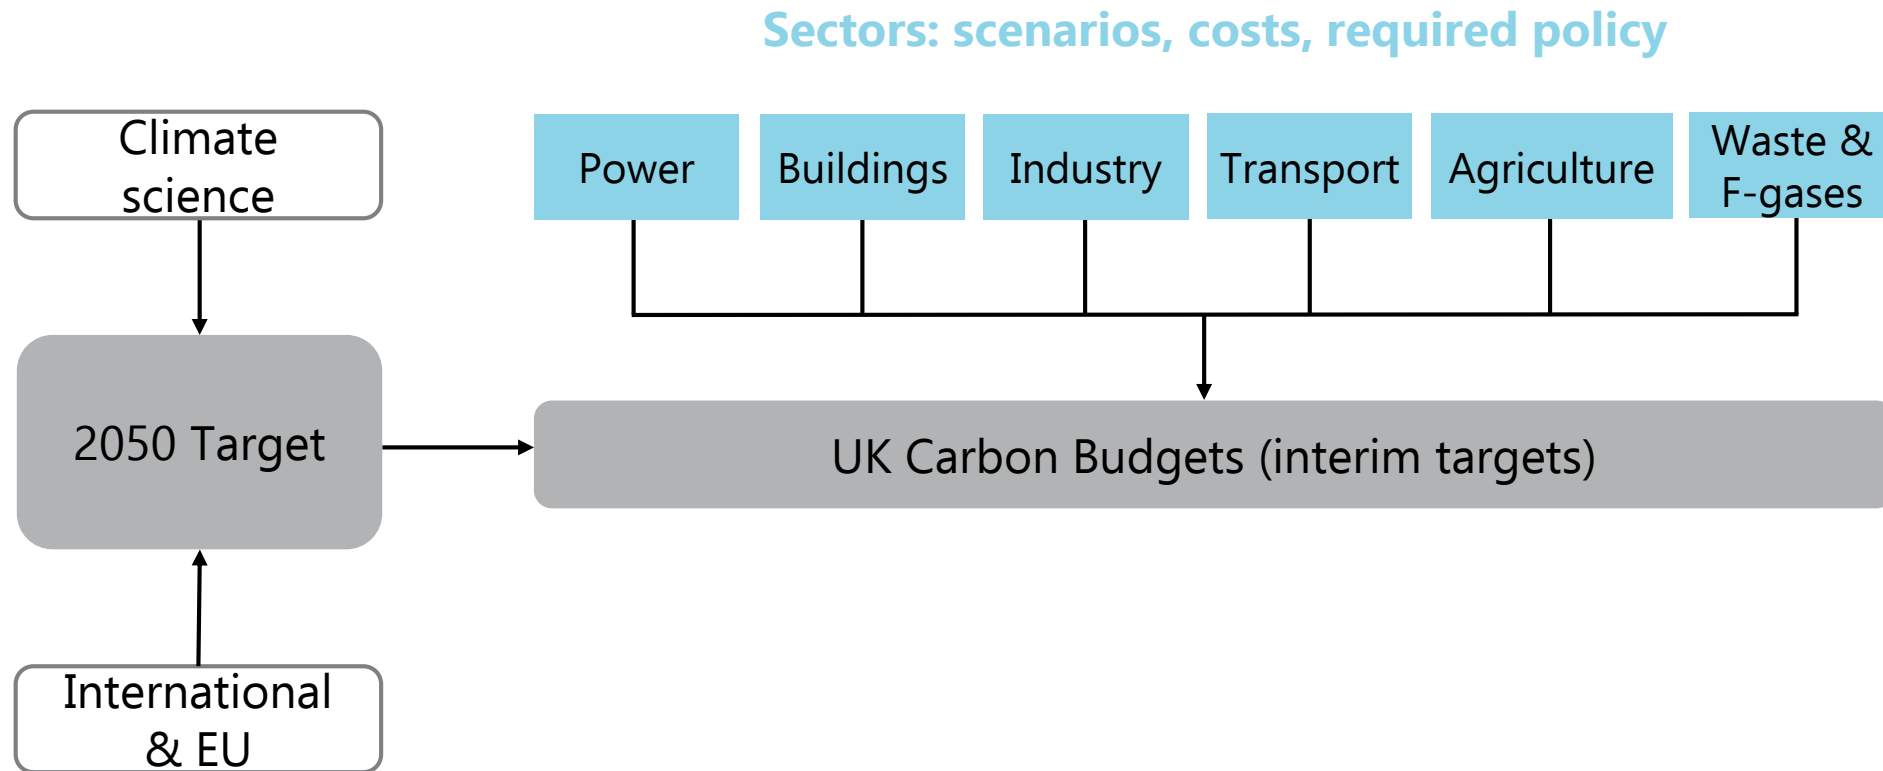 Sectors: scenarios, costs, required policy
Climate
science
Power
Buildings
Industry
Transport
Agriculture
Waste &
F-gases
2050 Target
UK Carbon Budgets (interim targets)
International
& EU